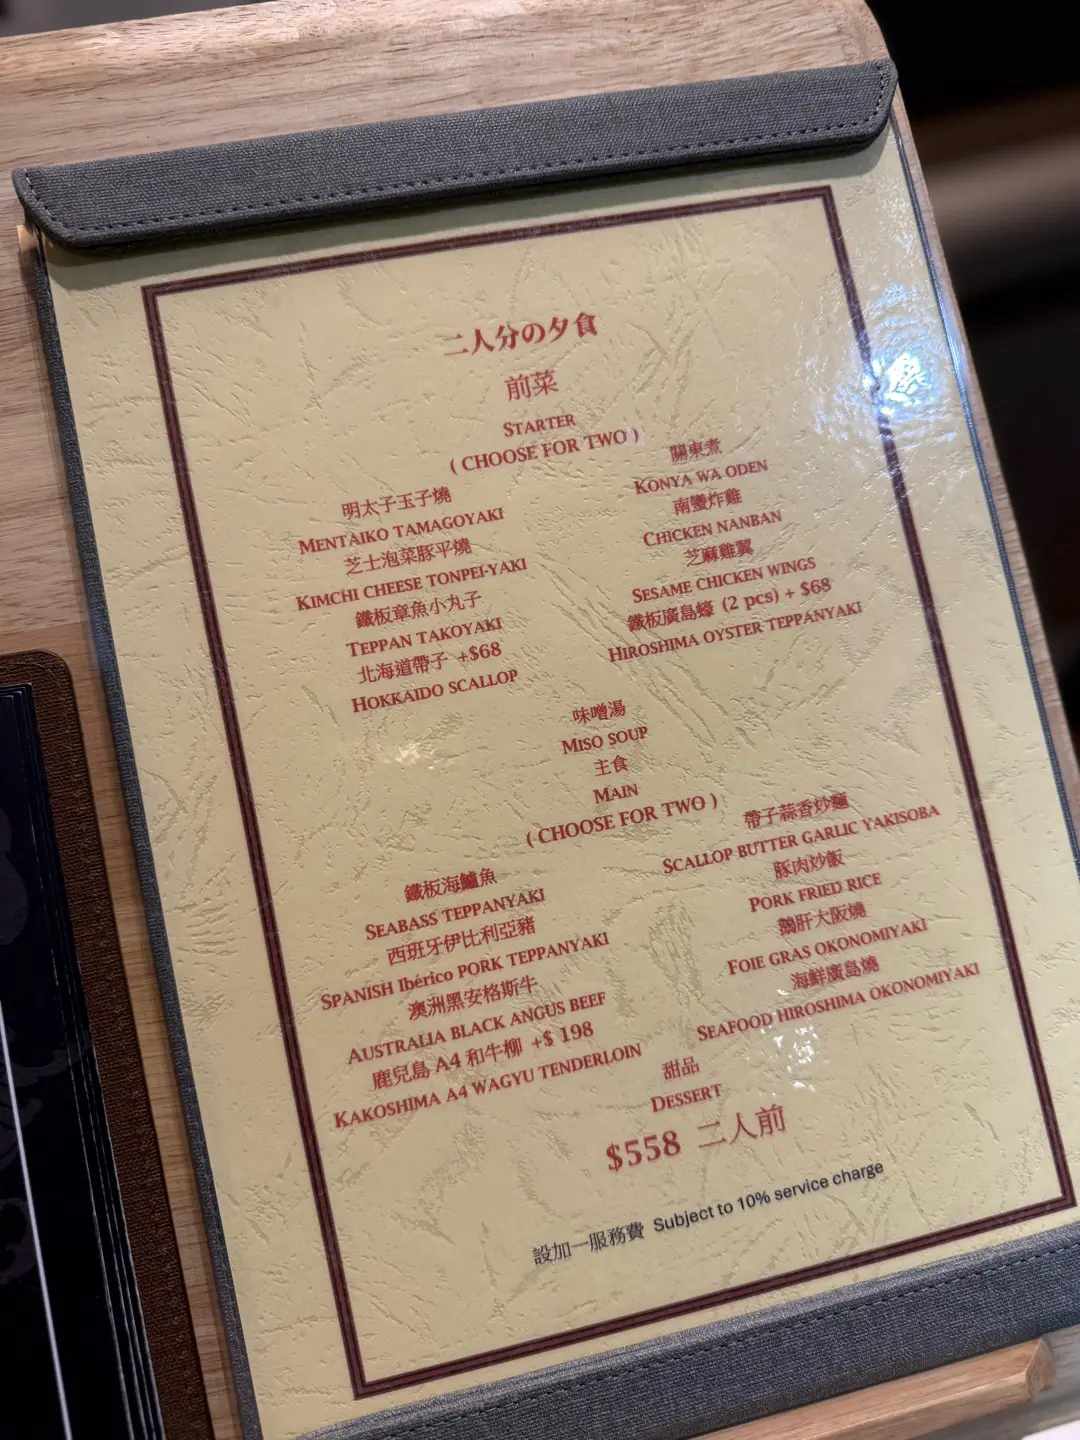 二人分の夕食
前菜
STARTER
( CHOOSE FOR TWO )
明太子玉子燒
MENTAIKO TAMAGOYAKI
芝士泡菜豚平燒
KIMCHI CHEESE TONPEI-YAKI
鐵板章魚小丸子
TEPPAN TAKOYAKI
北海道帶子 +$68
HOKKAIDO SCALLOP
關東煮
KONYA WA ODEN
南蠻炸雞
CHICKEN NANBAN
芝麻雞翼
SESAME CHICKEN WINGS
鐵板廣島蠔 (2 pcs) + $68
HIROSHIMA OYSTER TEPPANYAKI
味噌湯
MISO SOUP
主食
MAIN
( CHOOSE FOR TWO )
鐵板海鱸魚
SEABASS TEPPANYAKI
西班牙伊比利亞豬
SPANISH Ibérico PORK TEPPANYAKI
澳洲黑安格斯牛
AUSTRALIA BLACK ANGUS BEEF
鹿兒島 A4 和牛柳 +$ 198
KAKOSHIMA A4 WAGYU TENDERLOIN
帶子蒜香炒麵
SCALLOP BUTTER GARLIC YAKISOBA
豚肉炒飯
PORK FRIED RICE
鵝肝大阪燒
FOIE GRAS OKONOMIYAKI
海鮮廣島燒
SEAFOOD HIROSHIMA OKONOMIYAKI
甜品
DESSERT
$558 二人前
設加一服務費 Subject to 10% service charge